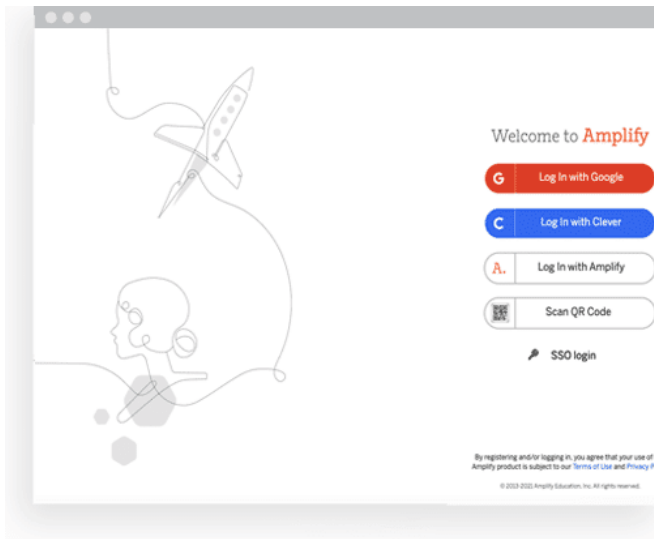 Welcome to Amplify
G Log In with Google
C Log In with Clever
A. Log In with Amplify
Scan QR Code
SSO login
By registering and/or logging in, you agree that your use of
Amplify product is subject to our Terms of Use and Privacy P
© 2013-2021 Amplify Education, Inc. All rights reserved.